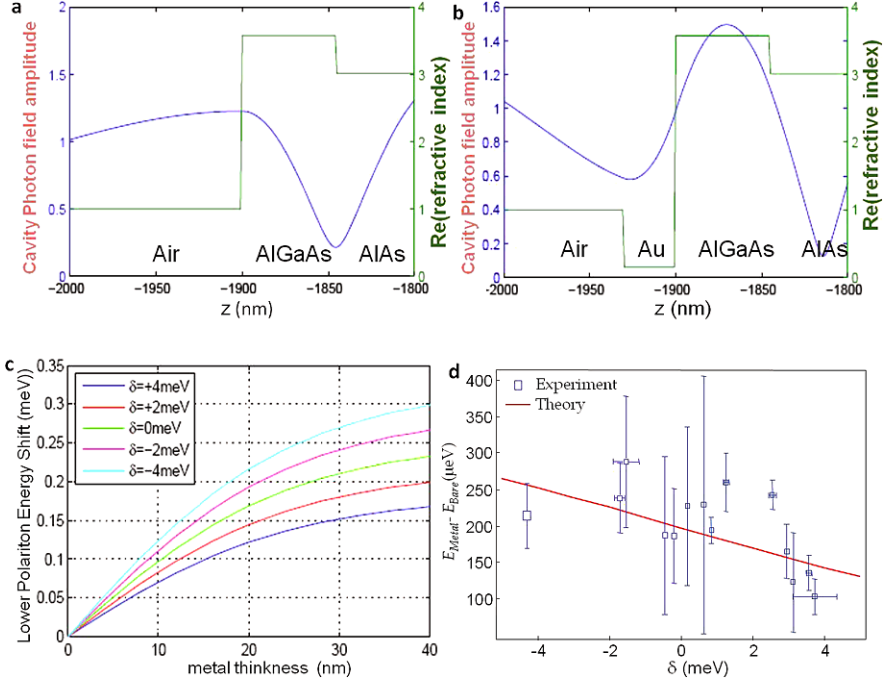 a
Cavity Photon field amplitude
2
1.5
1
0.5
0
Air
AlGaAs
AlAs
4
3
2
1
0
Re(refractive index)
−2000
−1950
−1900
−1850
−1800
z (nm)
b
Cavity Photon field amplitude
1.6
1.4
1.2
1
0.8
0.6
0.4
0.2
0
Air
Au
AlGaAs
AlAs
4
3
2
1
0
Re(refractive index)
−2000
−1950
−1900
−1850
−1800
z (nm)
c
Lower Polariton Energy Shift (meV))
0.35
0.3
0.25
0.2
0.15
0.1
0.05
0
δ=+4meV
δ=+2meV
δ=0meV
δ=−2meV
δ=−4meV
0
10
20
30
40
metal thinkness (nm)
d
E_Metal- E_Bare(μeV)
400
350
300
250
200
150
100
Experiment
Theory
-4
-2
0
2
4
δ (meV)